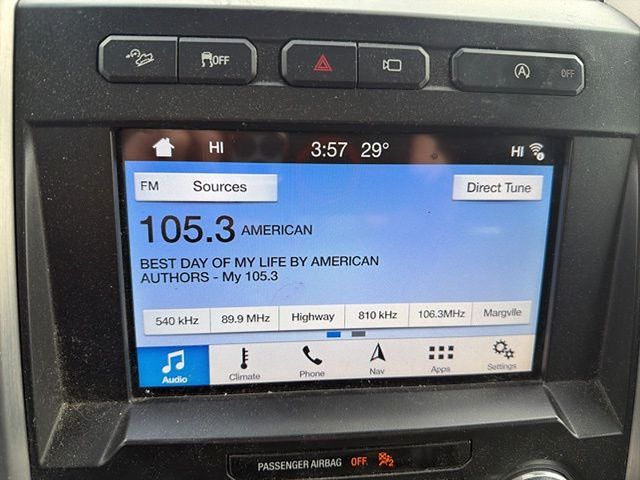 OFF
A OFF
HI 3:57 29° HI
FM Sources Direct Tune
105.3 AMERICAN
BEST DAY OF MY LIFE BY AMERICAN
AUTHORS - My 105.3
540 kHz 89.9 MHz Highway 810 kHz 106.3MHz Margvlle
Audio Climate Phone Nav Apps Settings
PASSENGER AIRBAG OFF 2